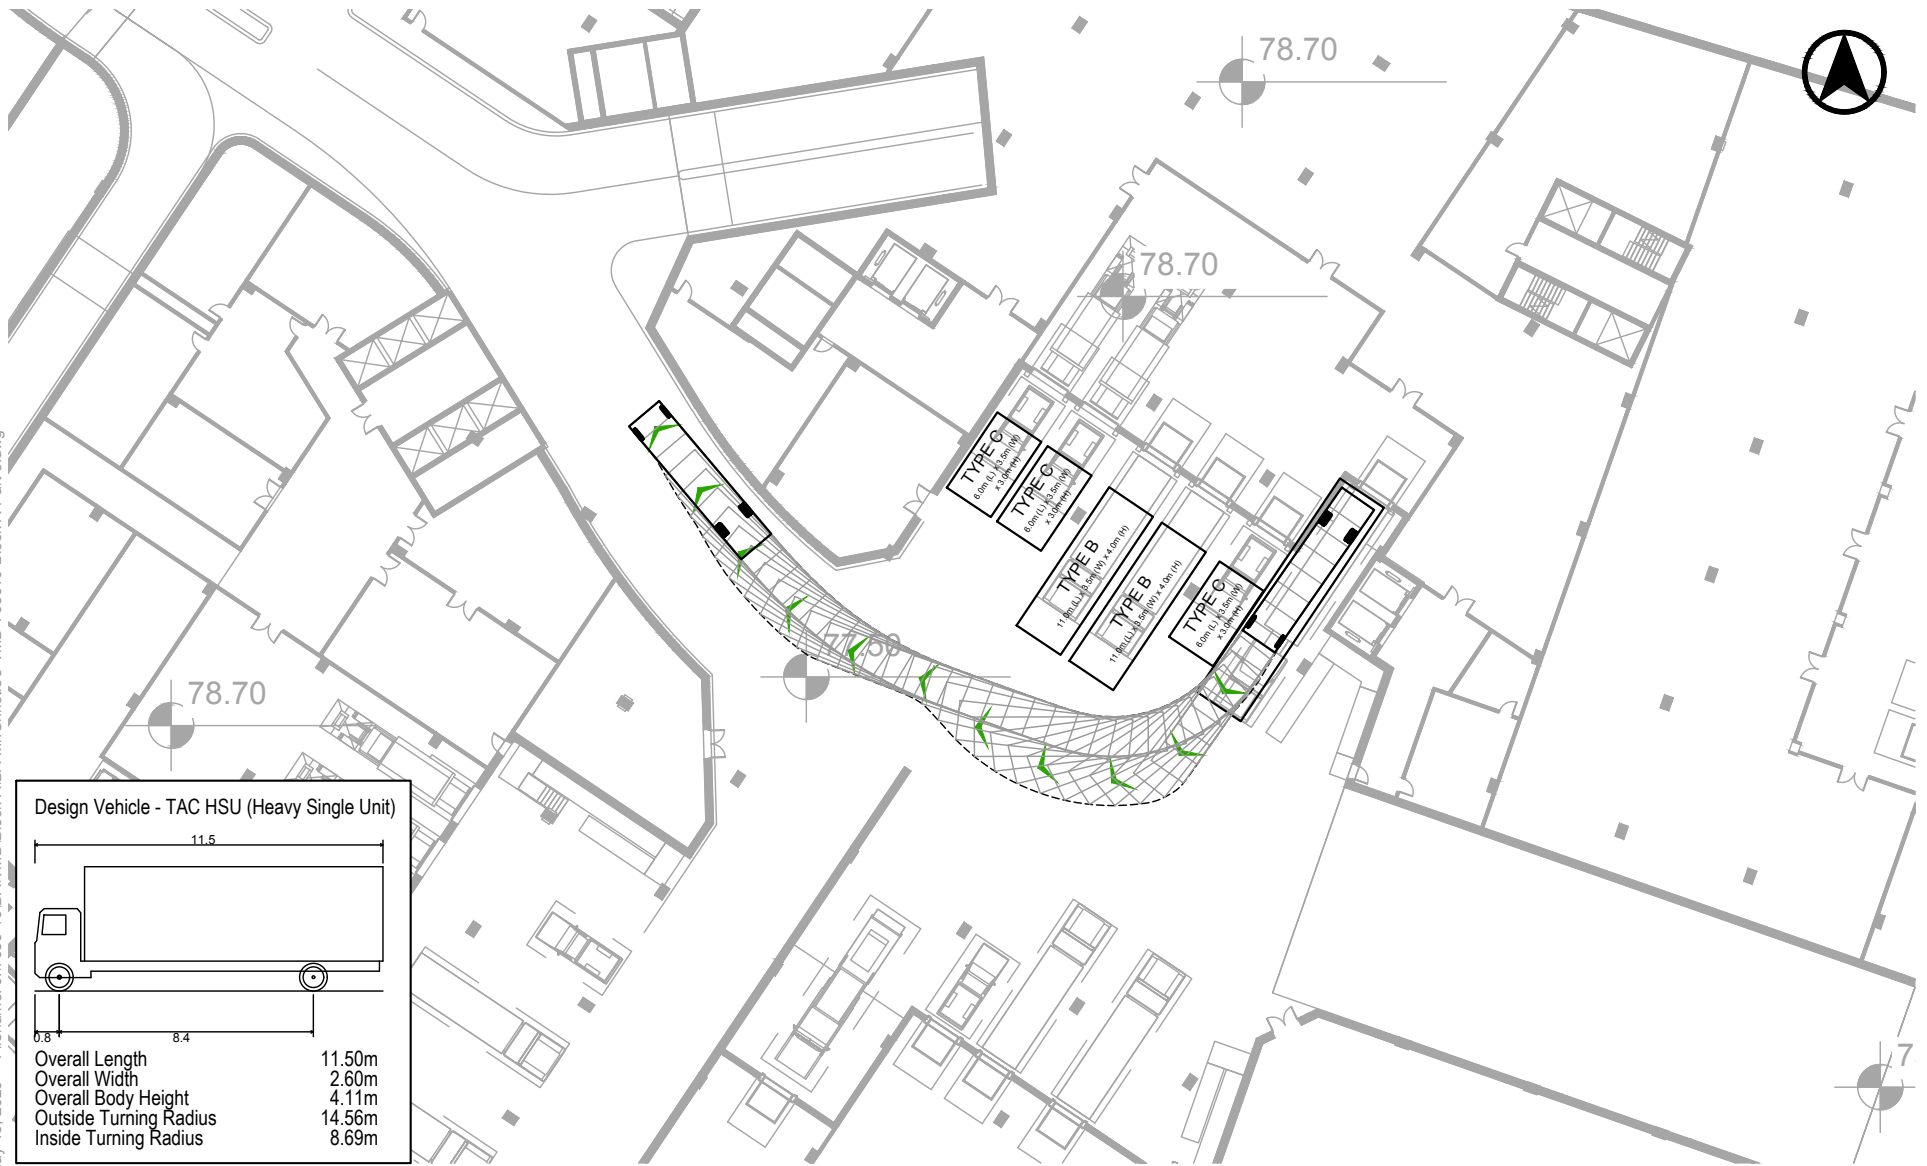 78.70
78.70
TYPE C
6.0m (L) x 3.5m (W)
x 3.0m (H)
TYPE C
6.0m (L) x 3.5m (W)
x 3.0m (H)
TYPE B
11.0m (L) x 3.5m (W) x 4.0m (H)
TYPE B
11.0m (L) x 3.5m (W) x 4.0m (H)
TYPE C
6.0m (L) x 3.5m (W)
x 3.0m (H)
77.50
78.70
Design Vehicle - TAC HSU (Heavy Single Unit)
11.5
0.8 8.4
Overall Length 11.50m
Overall Width 2.60m
Overall Body Height 4.11m
Outside Turning Radius 14.56m
Inside Turning Radius 8.69m